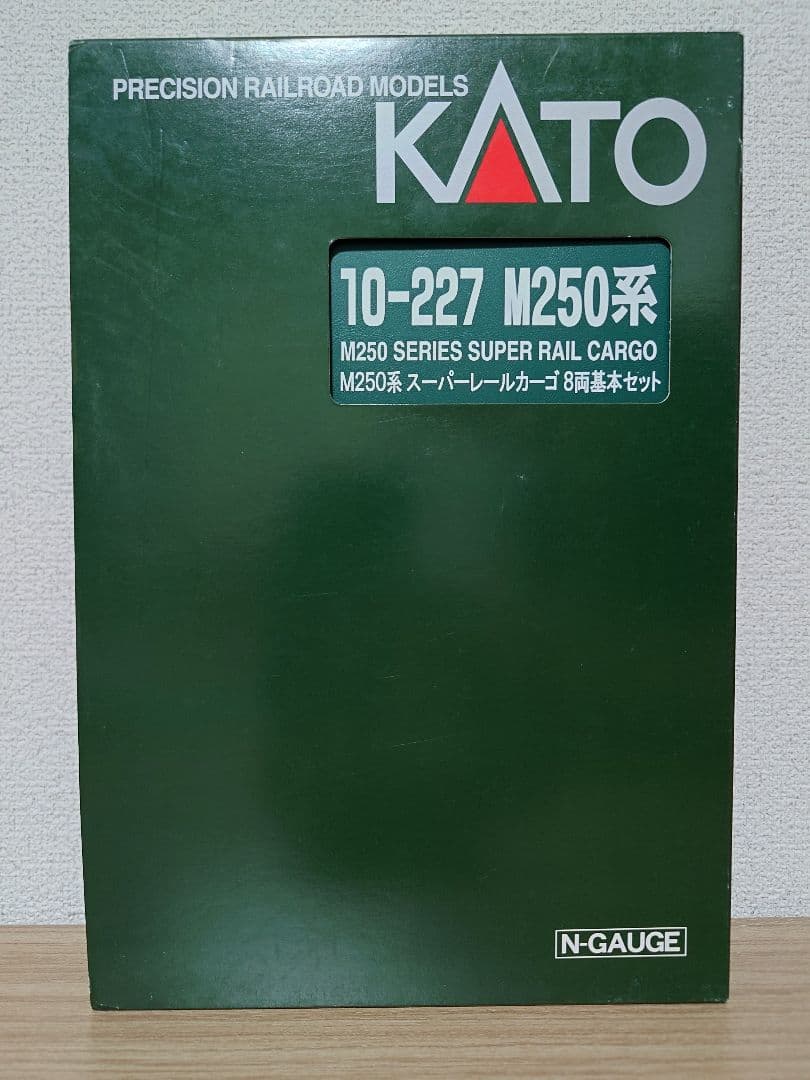 PRECISION RAILROAD MODELS
KATO
10-227 M250系
M250 SERIES SUPER RAIL CARGO
M250系 スーパーレールカーゴ 8両基本セット
N-GAUGE